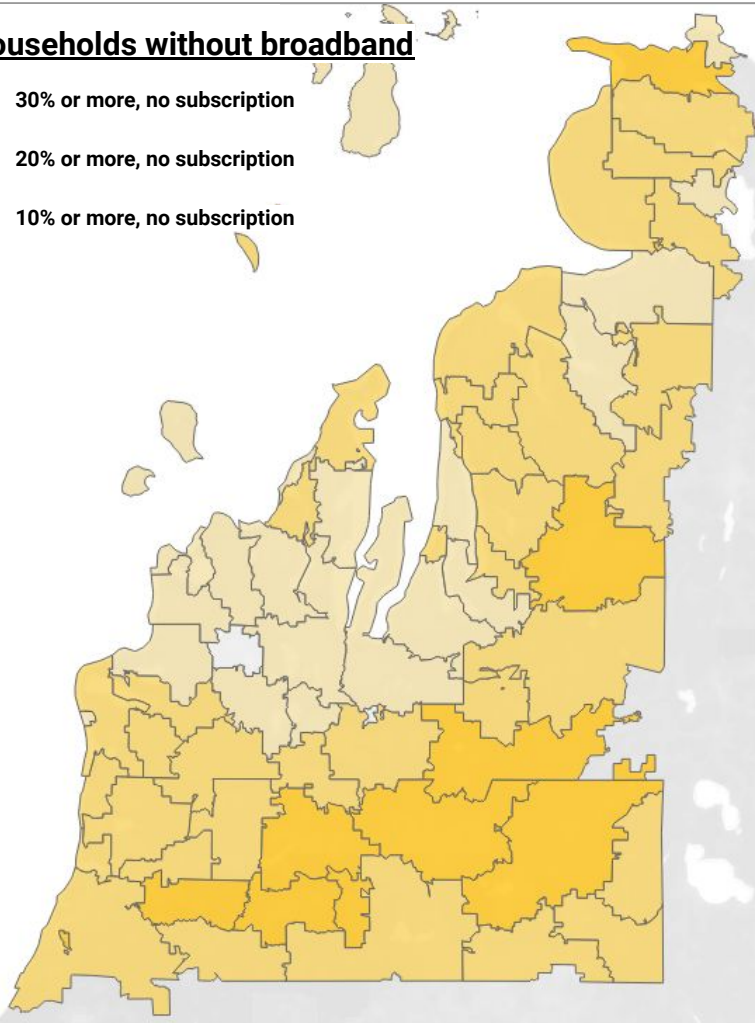 ouseholds without broadband
30% or more, no subscription
20% or more, no subscription
10% or more, no subscription